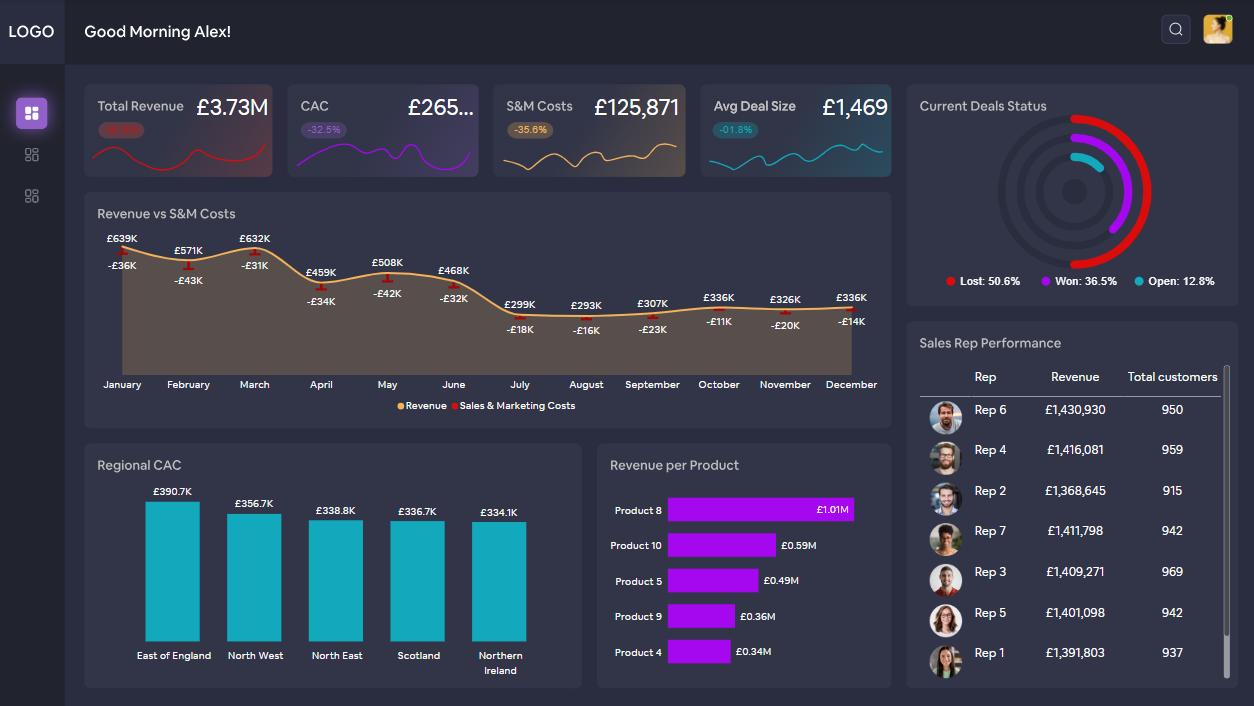 LOGO
Good Morning Alex!
Total Revenue £3.73M
CAC £265...
-32.5%
S&M Costs £125,871
-35.6%
Avg Deal Size £1,469
-01.8%
Current Deals Status
Lost: 50.6% Won: 36.5% Open: 12.8%
Revenue vs S&M Costs
£639K £571K £632K £459K £508K £468K £299K £293K £307K £336K £326K £336K
-£36K -£43K -£31K -£34K -£42K -£32K -£18K -£16K -£23K -£11K -£20K -£14K
January February March April May June July August September October November December
Revenue Sales & Marketing Costs
Sales Rep Performance
Rep Revenue Total customers
Rep 6 £1,430,930 950
Rep 4 £1,416,081 959
Rep 2 £1,368,645 915
Rep 7 £1,411,798 942
Rep 3 £1,409,271 969
Rep 5 £1,401,098 942
Rep 1 £1,391,803 937
Regional CAC
£390.7K £356.7K £338.8K £336.7K £334.1K
East of England North West North East Scotland Northern
Ireland
Revenue per Product
Product 8 £1.01M
Product 10 £0.59M
Product 5 £0.49M
Product 9 £0.36M
Product 4 £0.34M